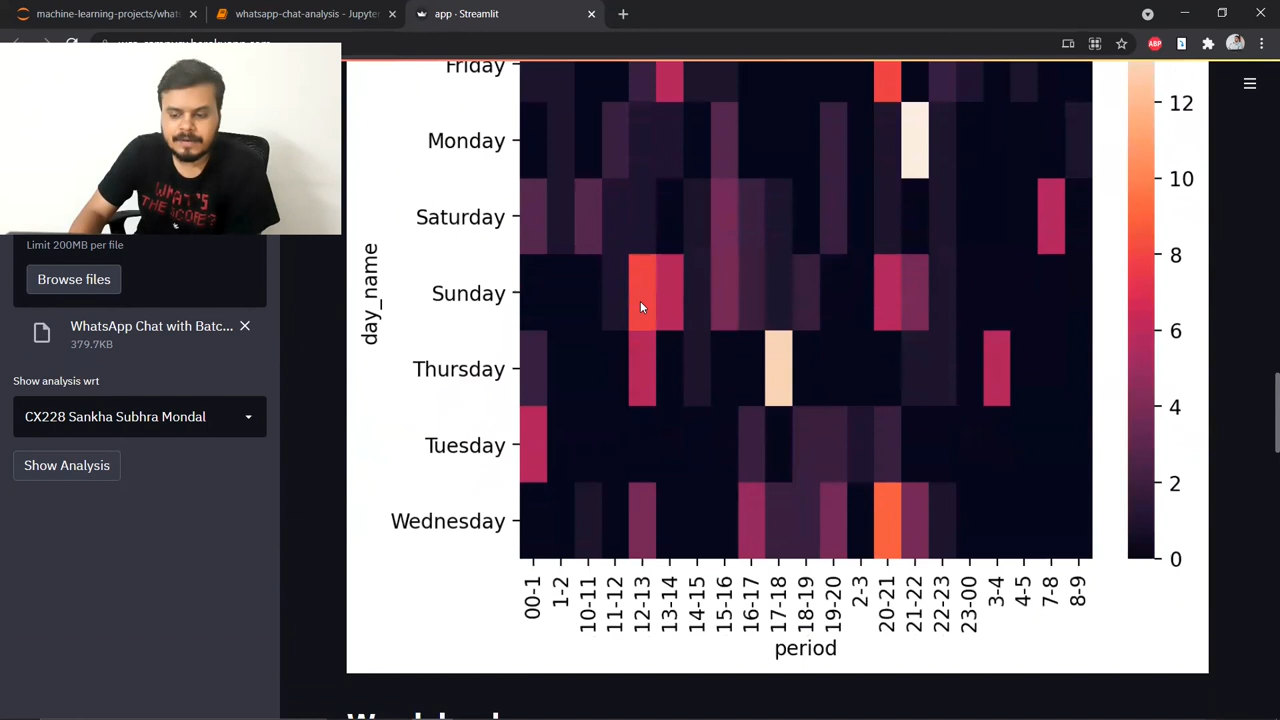 machine-learning-projects/whats
whatsapp-chat-analysis - Jupyter
app · Streamlit
ABP
WHAT'S
THE SCORE?
Limit 200MB per file
Browse files
WhatsApp Chat with Batc...
379.7KB
Show analysis wrt
CX228 Sankha Subhra Mondal
Show Analysis
day_name
Friday
Monday
Saturday
Sunday
Thursday
Tuesday
Wednesday
00-1
1-2
10-11
11-12
12-13
13-14
14-15
15-16
16-17
17-18
18-19
19-20
2-3
20-21
21-22
22-23
23-00
3-4
4-5
7-8
8-9
period
12
10
8
6
4
2
0